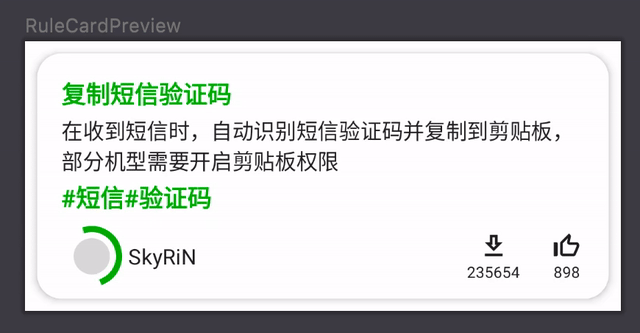 RuleCardPreview
复制短信验证码
在收到短信时，自动识别短信验证码并复制到剪贴板，
部分机型需要开启剪贴板权限
#短信#验证码
SkyRiN
235654
898